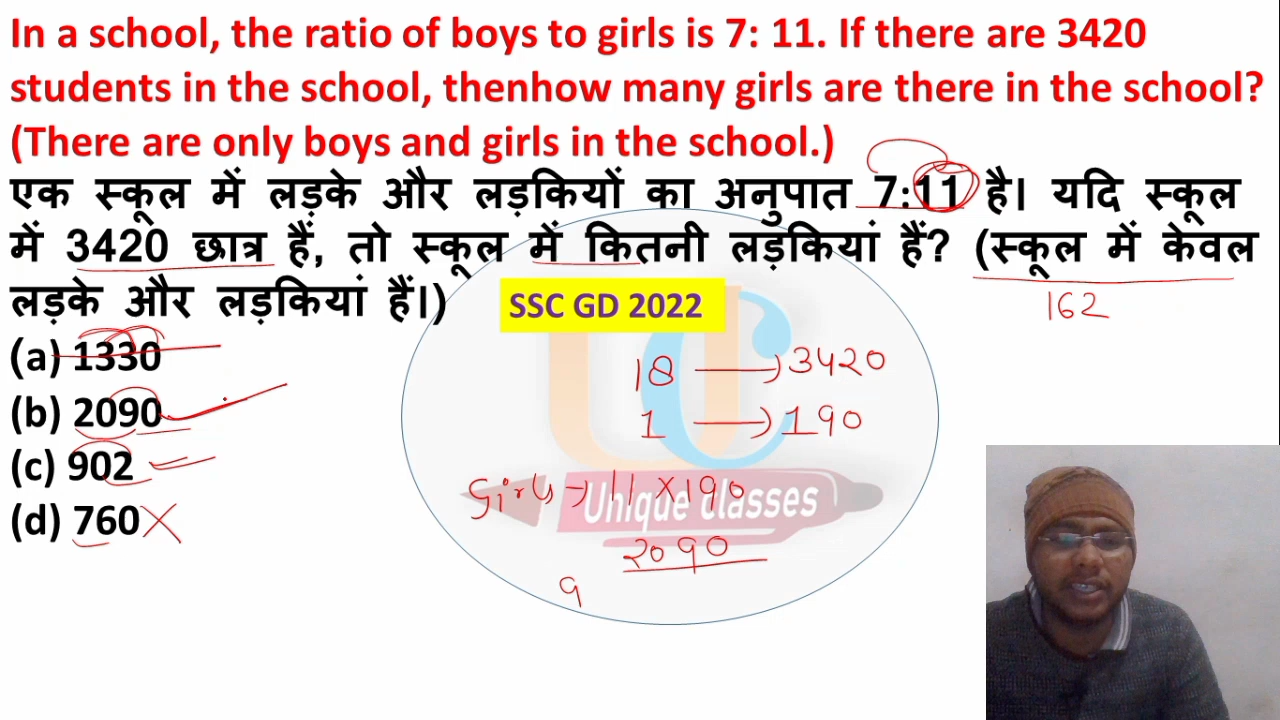 In a school, the ratio of boys to girls is 7: 11. If there are 3420
students in the school, thenhow many girls are there in the school?
(There are only boys and girls in the school.)
एक स्कूल में लड़के और लड़कियों का अनुपात 7:11 है। यदि स्कूल
में 3420 छात्र हैं, तो स्कूल में कितनी लड़कियां हैं? (स्कूल में केवल
लड़के और लड़कियां हैं।)
SSC GD 2022
162
(a) 1330
(b) 2090
(c) 902
(d) 760
18 → 3420
1 → 190
Girls → 11 X 190
Unique Classes
2090
9